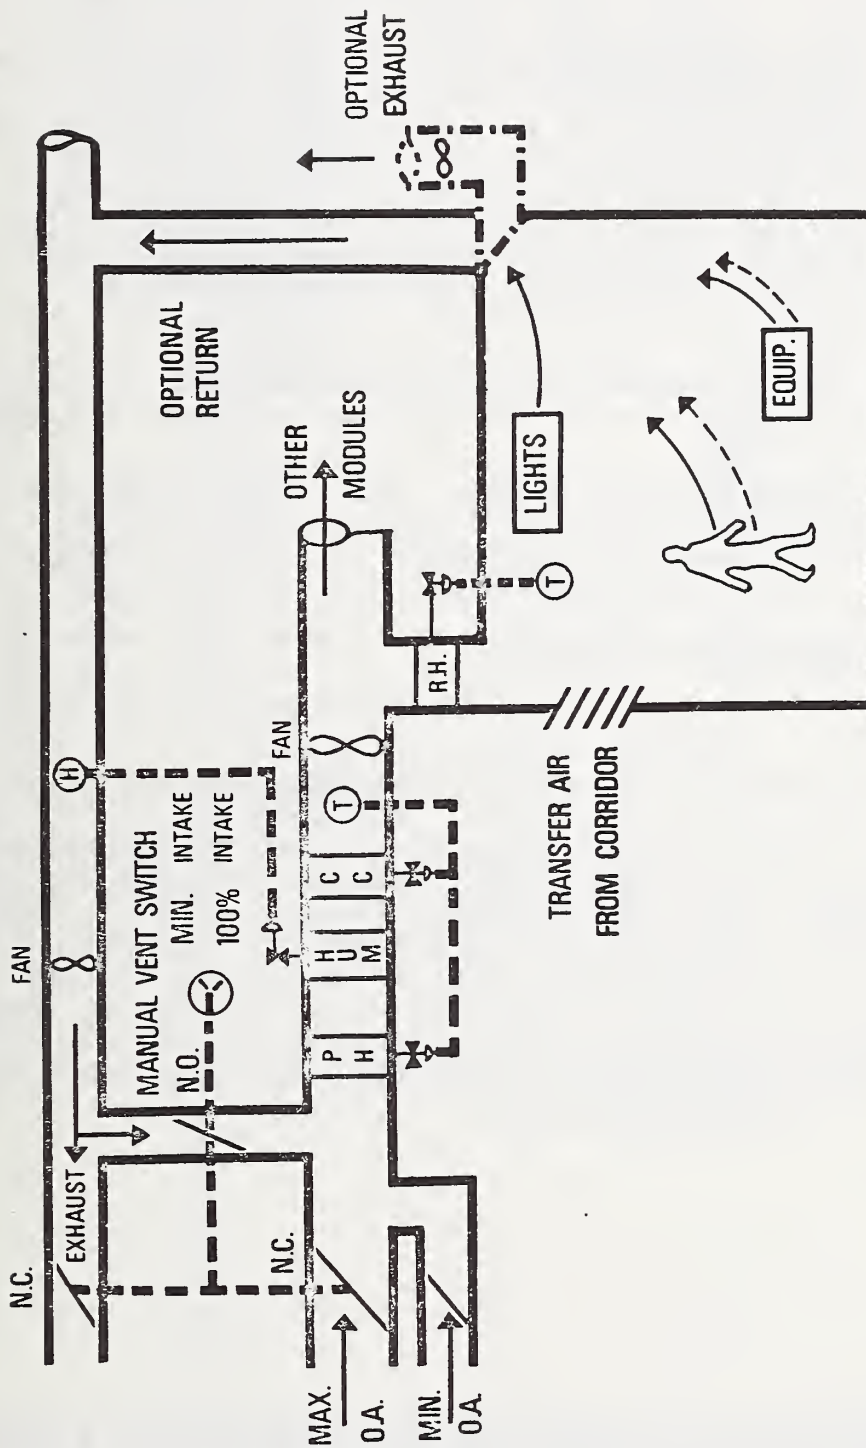 N.C.
EXHAUST
FAN
H
MANUAL VENT SWITCH
N.O.
MIN. INTAKE
100% INTAKE
OPTIONAL
RETURN
OPTIONAL
EXHAUST
MAX.
O.A.
N.C.
MIN.
O.A.
P
H
H
U
M
C
C
T
FAN
OTHER
MODULES
R.H.
T
LIGHTS
EQUIP.
TRANSFER AIR
FROM CORRIDOR